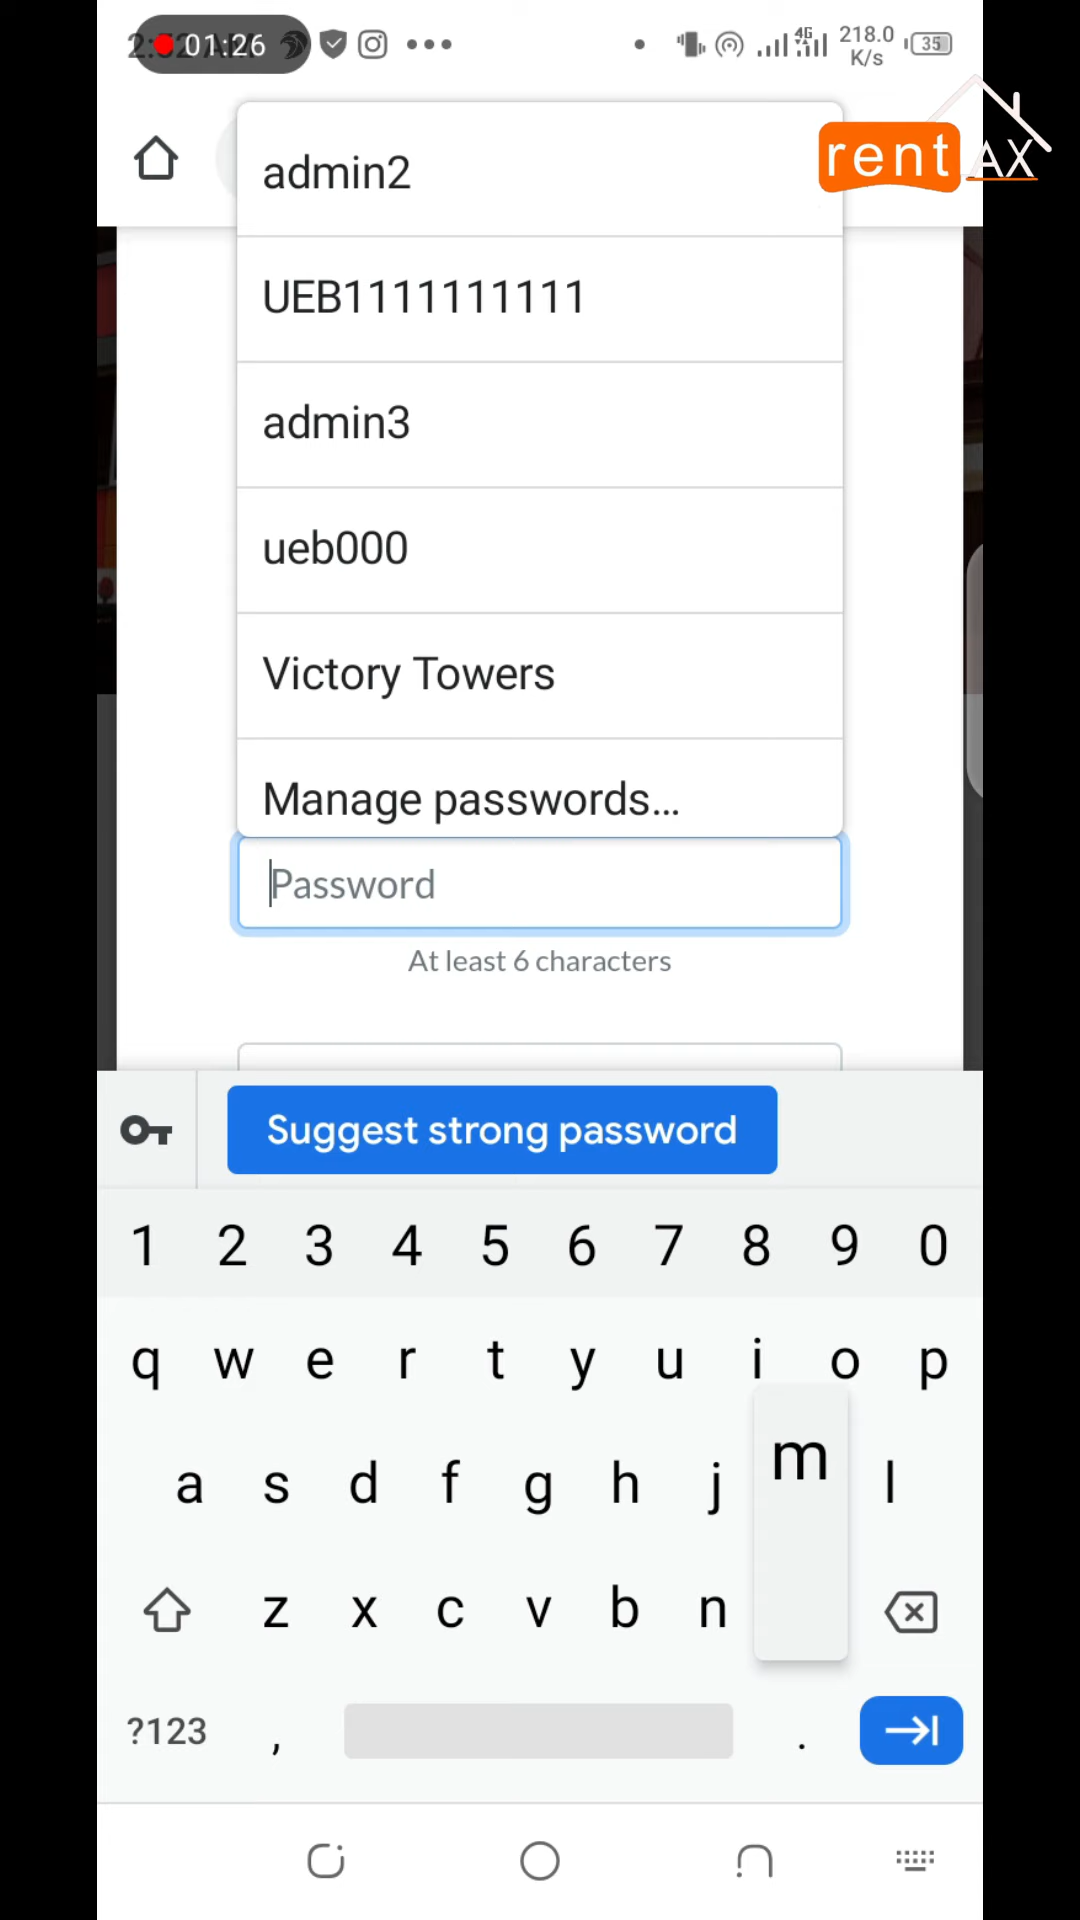 01:26
4G
218.0
K/s
35
rent
AX
admin2
UEB1111111111
admin3
ueb000
Victory Towers
Manage passwords...
Password
At least 6 characters
Suggest strong password
1 2 3 4 5 6 7 8 9 0
q w e r t y u i o p
a s d f g h j m l
z x c v b n
?123 , .